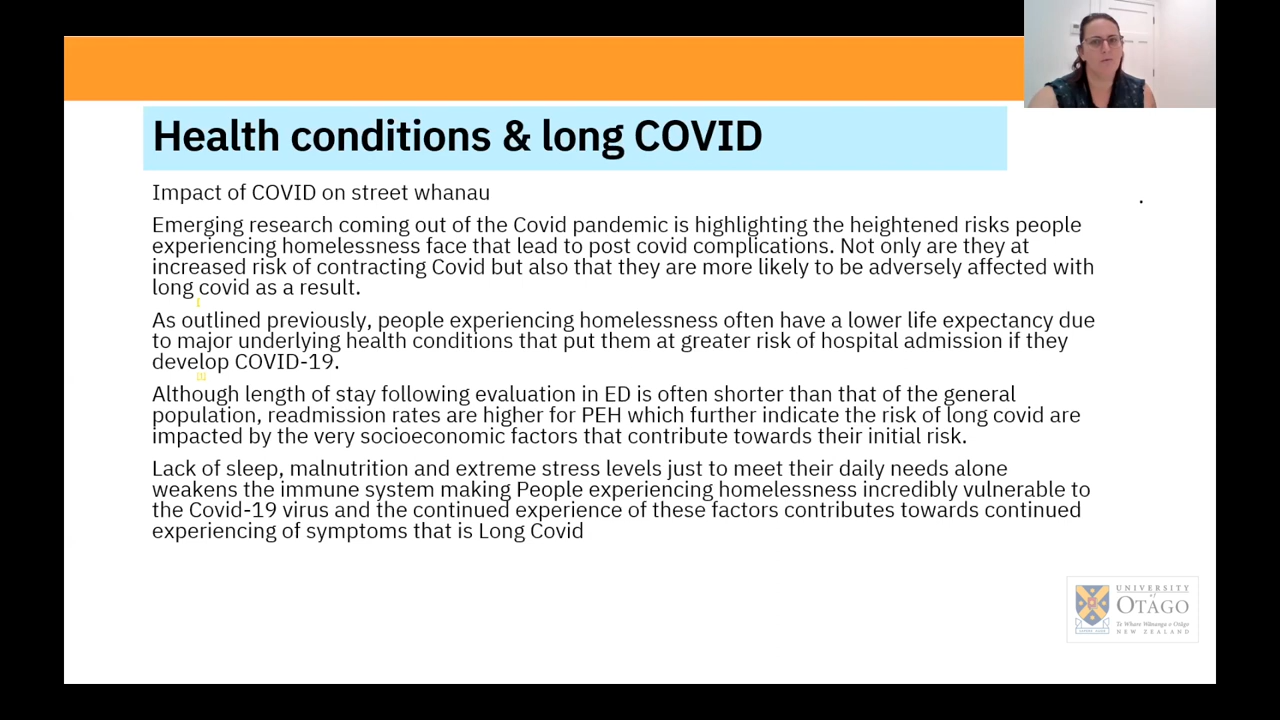 Health conditions & long COVID
Impact of COVID on street whanau
Emerging research coming out of the Covid pandemic is highlighting the heightened risks people
experiencing homelessness face that lead to post covid complications. Not only are they at
increased risk of contracting Covid but also that they are more likely to be adversely affected with
long covid as a result.
As outlined previously, people experiencing homelessness often have a lower life expectancy due
to major underlying health conditions that put them at greater risk of hospital admission if they
develop COVID-19.
Although length of stay following evaluation in ED is often shorter than that of the general
population, readmission rates are higher for PEH which further indicate the risk of long covid are
impacted by the very socioeconomic factors that contribute towards their initial risk.
Lack of sleep, malnutrition and extreme stress levels just to meet their daily needs alone
weakens the immune system making People experiencing homelessness incredibly vulnerable to
the Covid-19 virus and the continued experience of these factors contributes towards continued
experiencing of symptoms that is Long Covid
UNIVERSITY
of
OTAGO
Te Whare Wānanga o Otāgo
NEW ZEALAND